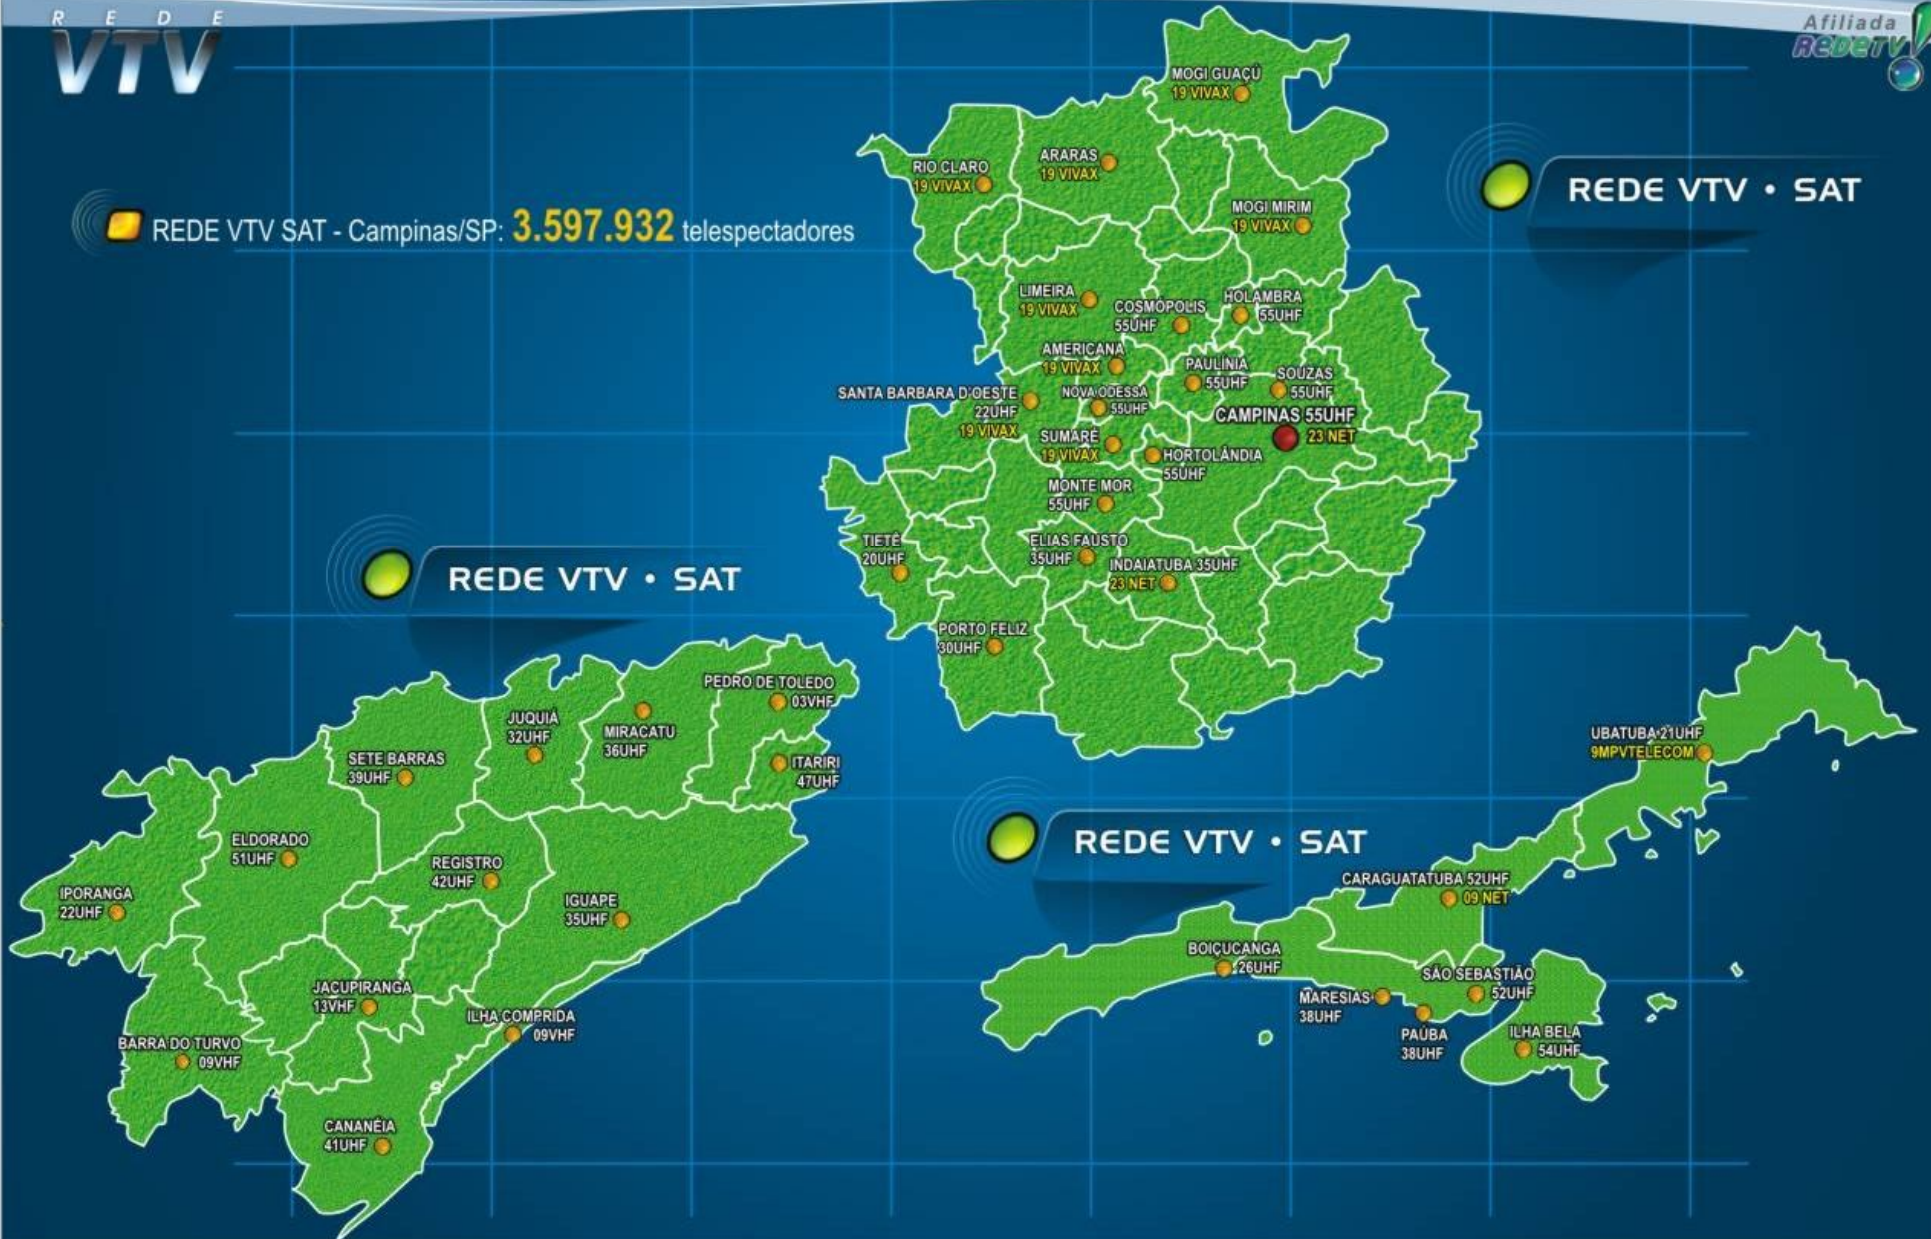 REDE
VTV
Afiliada
REDETV!
REDE VTV SAT - Campinas/SP: 3.597.932 telespectadores
REDE VTV • SAT
MOGI GUAÇÚ
19 VIVAX
RIO CLARO
19 VIVAX
ARARAS
19 VIVAX
MOGI MIRIM
19 VIVAX
LIMEIRA
19 VIVAX
COSMÓPOLIS
55UHF
HOLAMBRA
55UHF
AMERICANA
19 VIVAX
PAULÍNIA
55UHF
SOUZAS
55UHF
SANTA BARBARA D'OESTE
22UHF
19 VIVAX
NOVA ODESSA
55UHF
CAMPINAS 55UHF
23 NET
SUMARÉ
19 VIVAX
HORTOLÂNDIA
55UHF
MONTE MOR
55UHF
TIETÊ
20UHF
ELIAS FAUSTO
35UHF
INDAIATUBA 35UHF
23 NET
PORTO FELIZ
30UHF
REDE VTV • SAT
PEDRO DE TOLEDO
03VHF
JUQUIÁ
32UHF
MIRACATU
36UHF
SETE BARRAS
39UHF
ITARIRI
47UHF
ELDORADO
51UHF
REGISTRO
42UHF
IPORANGA
22UHF
IGUAPE
35UHF
JACUPIRANGA
13VHF
ILHA COMPRIDA
09VHF
BARRA DO TURVO
09VHF
CANANÉIA
41UHF
REDE VTV • SAT
UBATUBA 21UHF
9MPVTELECOM
CARAGUATATUBA 52UHF
09 NET
BOIÇUCANGA
26UHF
SÃO SEBASTIÃO
52UHF
MARESIAS
38UHF
PAÚBA
38UHF
ILHA BELA
54UHF